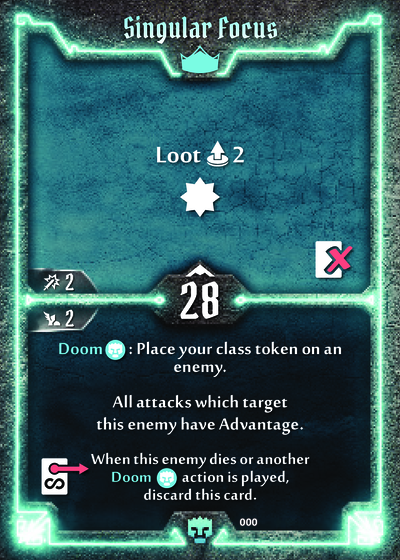 Singular Focus
Loot 2
2
28
2
Doom : Place your class token on an
enemy.
All attacks which target
this enemy have Advantage.
When this enemy dies or another
Doom action is played,
discard this card.
000